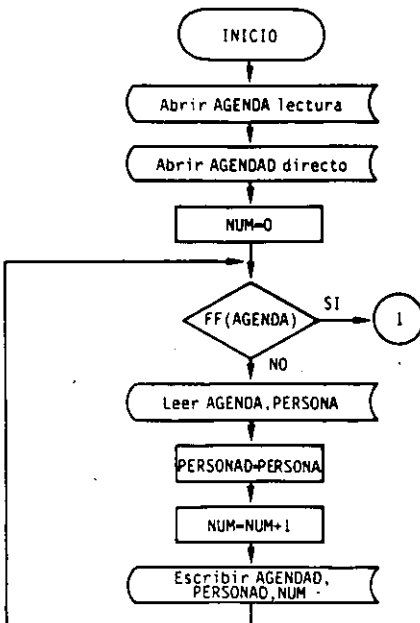 INICIO
Abrir AGENDA lectura
Abrir AGENDAD directo
NUM=0
FF(AGENDA)
SI
1
NO
Leer AGENDA,PERSONA
PERSONAD=PERSONA
NUM=NUM+1
Escribir AGENDAD,
PERSONAD,NUM